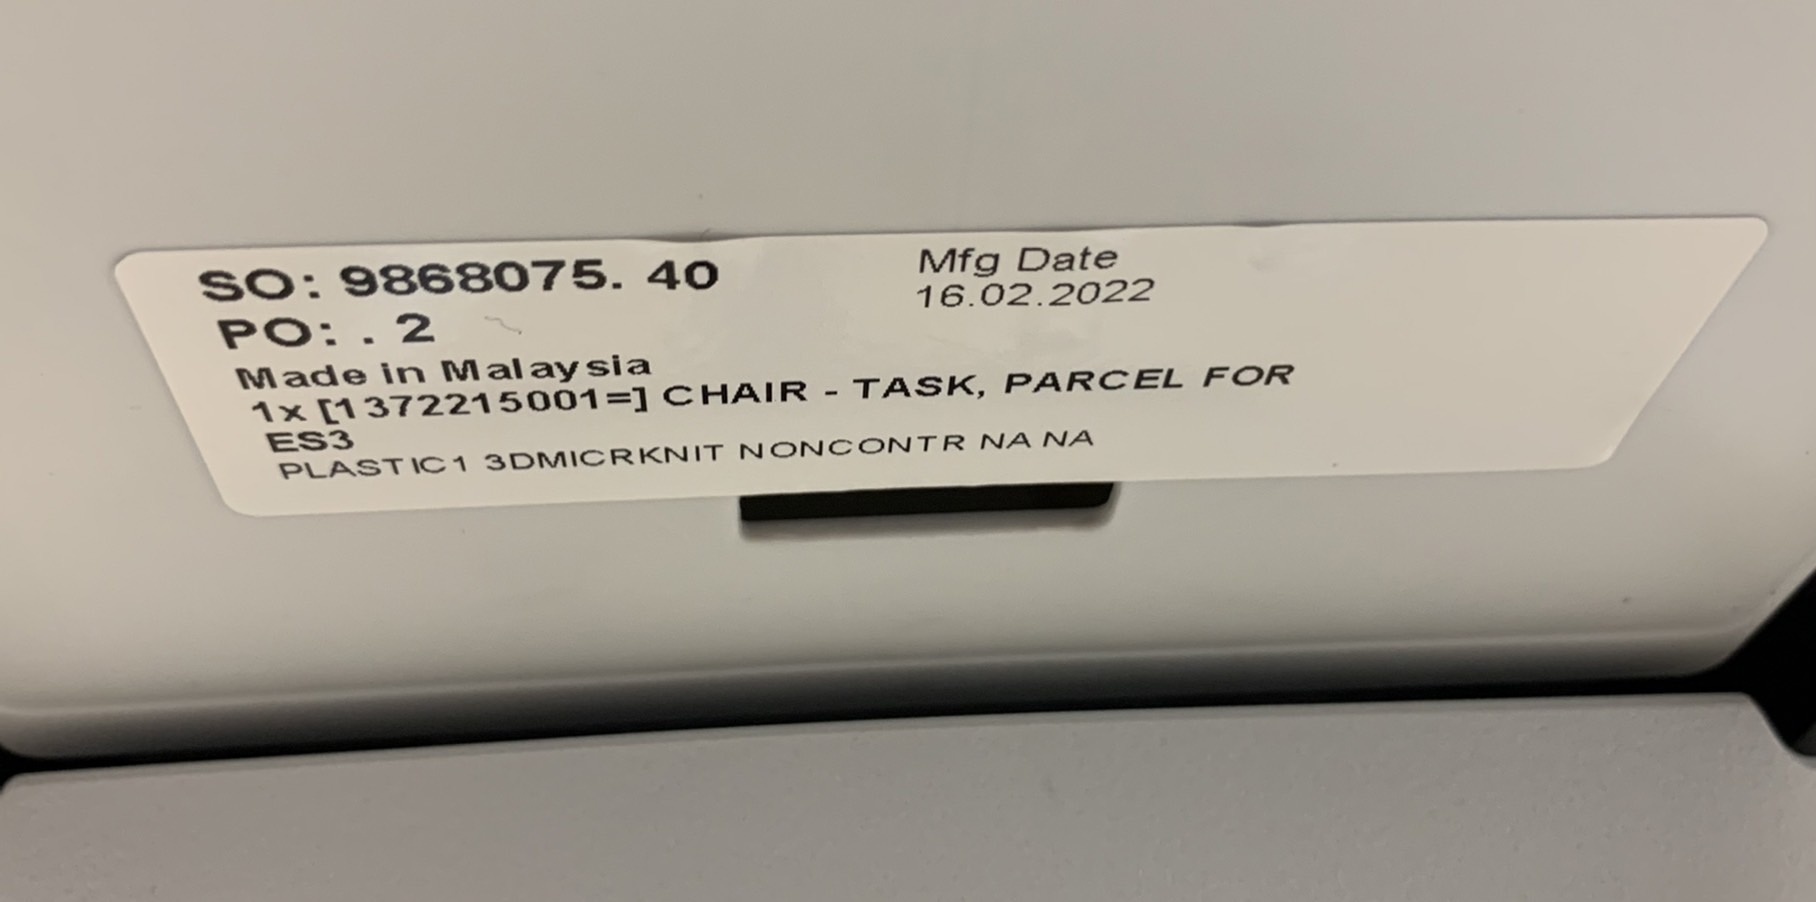 SO: 9868075. 40
PO: . 2
Mfg Date
16.02.2022
Made in Malaysia
1x [1372215001=] CHAIR - TASK, PARCEL FOR
ES3
PLASTIC1 3DMICRKNIT NONCONTR NA NA